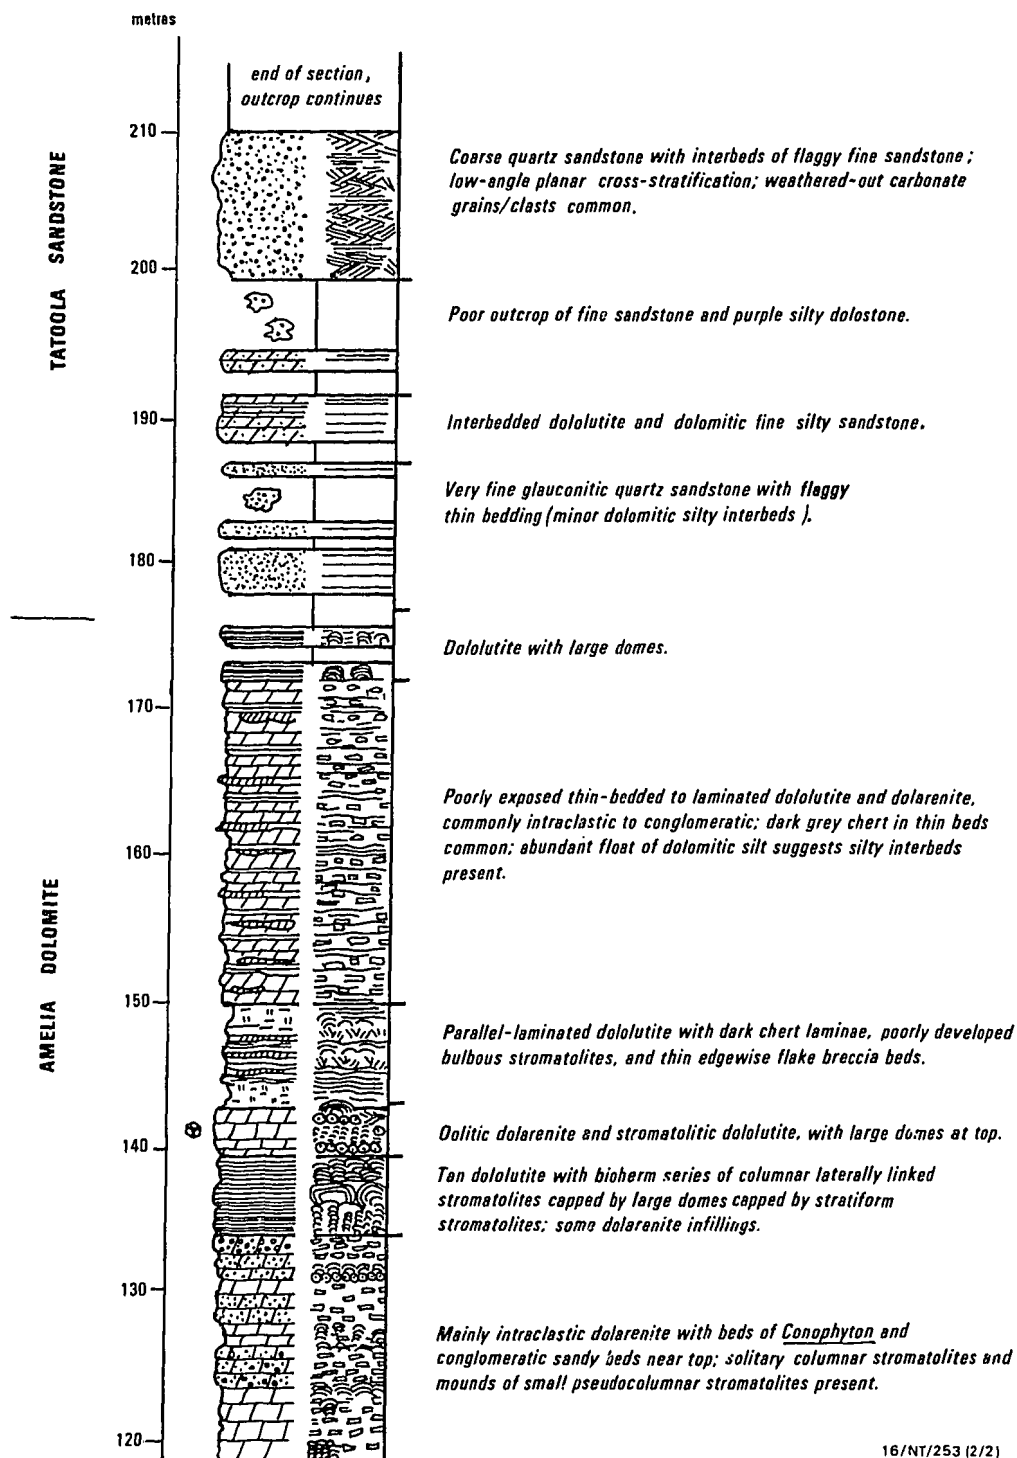 metres
end of section,
outcrop continues
210
Coarse quartz sandstone with interbeds of flaggy fine sandstone;
low-angle planar cross-stratification; weathered-out carbonate
grains/clasts common.
TATOOLA SANDSTONE
200
Poor outcrop of fine sandstone and purple silty dolostone.
190
Interbedded dololutite and dolomitic fine silty sandstone.
Very fine glauconitic quartz sandstone with flaggy
thin bedding (minor dolomitic silty interbeds ).
180
Dololutite with large domes.
170
Poorly exposed thin-bedded to laminated dololutite and dolarenite,
commonly intraclastic to conglomeratic; dark grey chert in thin beds
common; abundant float of dolomitic silt suggests silty interbeds
present.
160
AMELIA DOLOMITE
150
Parallel-laminated dololutite with dark chert laminae, poorly developed
bulbous stromatolites, and thin edgewise flake breccia beds.
140
Oolitic dolarenite and stromatolitic dololutite, with large domes at top.
Tan dololutite with bioherm series of columnar laterally linked
stromatolites capped by large domes capped by stratiform
stromatolites; some dolarenite infillings.
130
Mainly intraclastic dolarenite with beds of Conophyton and
conglomeratic sandy beds near top; solitary columnar stromatolites and
mounds of small pseudocolumnar stromatolites present.
120
16/NT/253 (2/2)